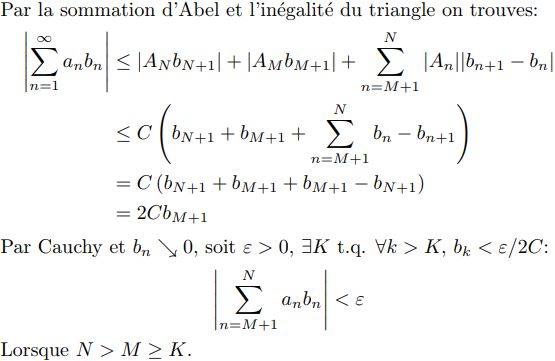 Par la sommation d'Abel et l'inégalité du triangle on trouves:
$$\left|\sum_{n=1}^{\infty} a_n b_n\right| \leq |A_N b_{N+1}| + |A_M b_{M+1}| + \sum_{n=M+1}^{N} |A_n||b_{n+1} - b_n|$$
$$\leq C\left(b_{N+1} + b_{M+1} + \sum_{n=M+1}^{N} b_n - b_{n+1}\right)$$
$$= C\left(b_{N+1} + b_{M+1} + b_{M+1} - b_{N+1}\right)$$
$$= 2Cb_{M+1}$$
Par Cauchy et $b_n \searrow 0$, soit $\varepsilon > 0$, $\exists K$ t.q. $\forall k > K$, $b_k < \varepsilon/2C$:
$$\left|\sum_{n=M+1}^{N} a_n b_n\right| < \varepsilon$$
Lorsque $N > M \geq K$.